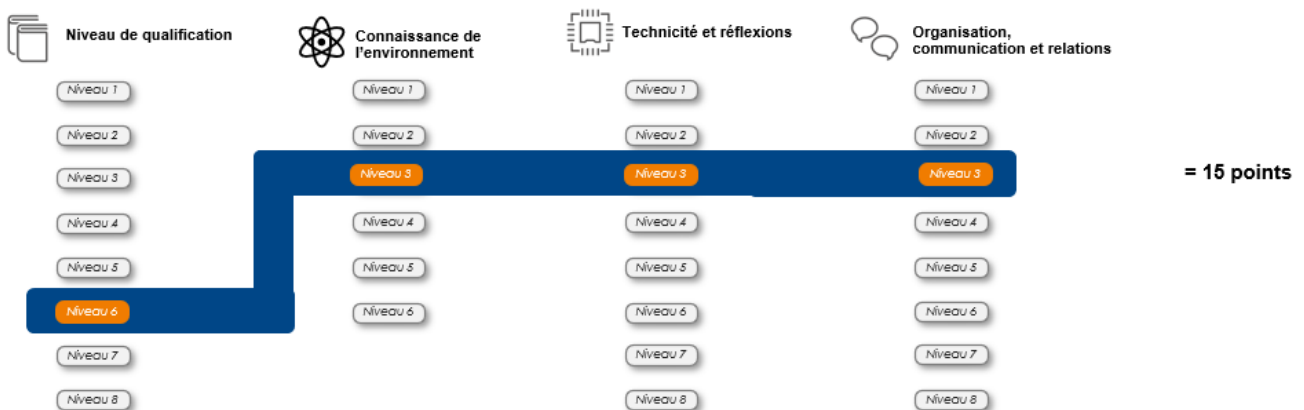 Niveau de qualification
Connaissance de
l'environnement
Technicité et réflexions
Organisation,
communication et relations
Niveau 1
Niveau 1
Niveau 1
Niveau 1
Niveau 2
Niveau 2
Niveau 2
Niveau 2
Niveau 3
Niveau 3
Niveau 3
Niveau 3
= 15 points
Niveau 4
Niveau 4
Niveau 4
Niveau 4
Niveau 5
Niveau 5
Niveau 5
Niveau 5
Niveau 6
Niveau 6
Niveau 6
Niveau 6
Niveau 7
Niveau 7
Niveau 7
Niveau 8
Niveau 8
Niveau 8